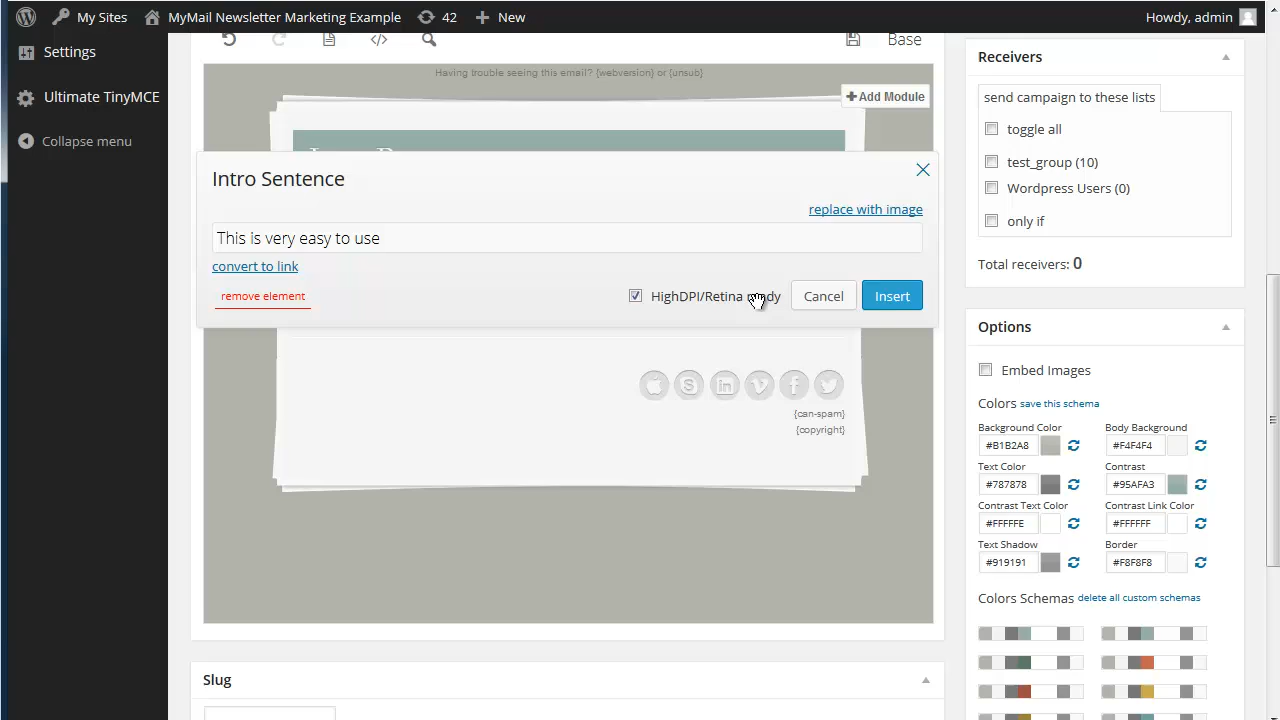 My Sites
MyMail Newsletter Marketing Example
42
New
Howdy, admin
Settings
Ultimate TinyMCE
Collapse menu
Base
Having trouble seeing this email? {webversion} or {unsub}
Add Module
Intro Sentence
replace with image
This is very easy to use
convert to link
remove element
HighDPI/Retina
Cancel
Insert
{can-spam}
{copyright}
Slug
Receivers
send campaign to these lists
toggle all
test_group (10)
Wordpress Users (0)
only if
Total receivers: 0
Options
Embed Images
Colors save this schema
Background Color
Body Background
#B1B2A8
#F4F4F4
Text Color
Contrast
#787878
#95AFA3
Contrast Text Color
Contrast Link Color
#FFFFFE
#FFFFFF
Text Shadow
Border
#919191
#F8F8F8
Colors Schemas delete all custom schemas